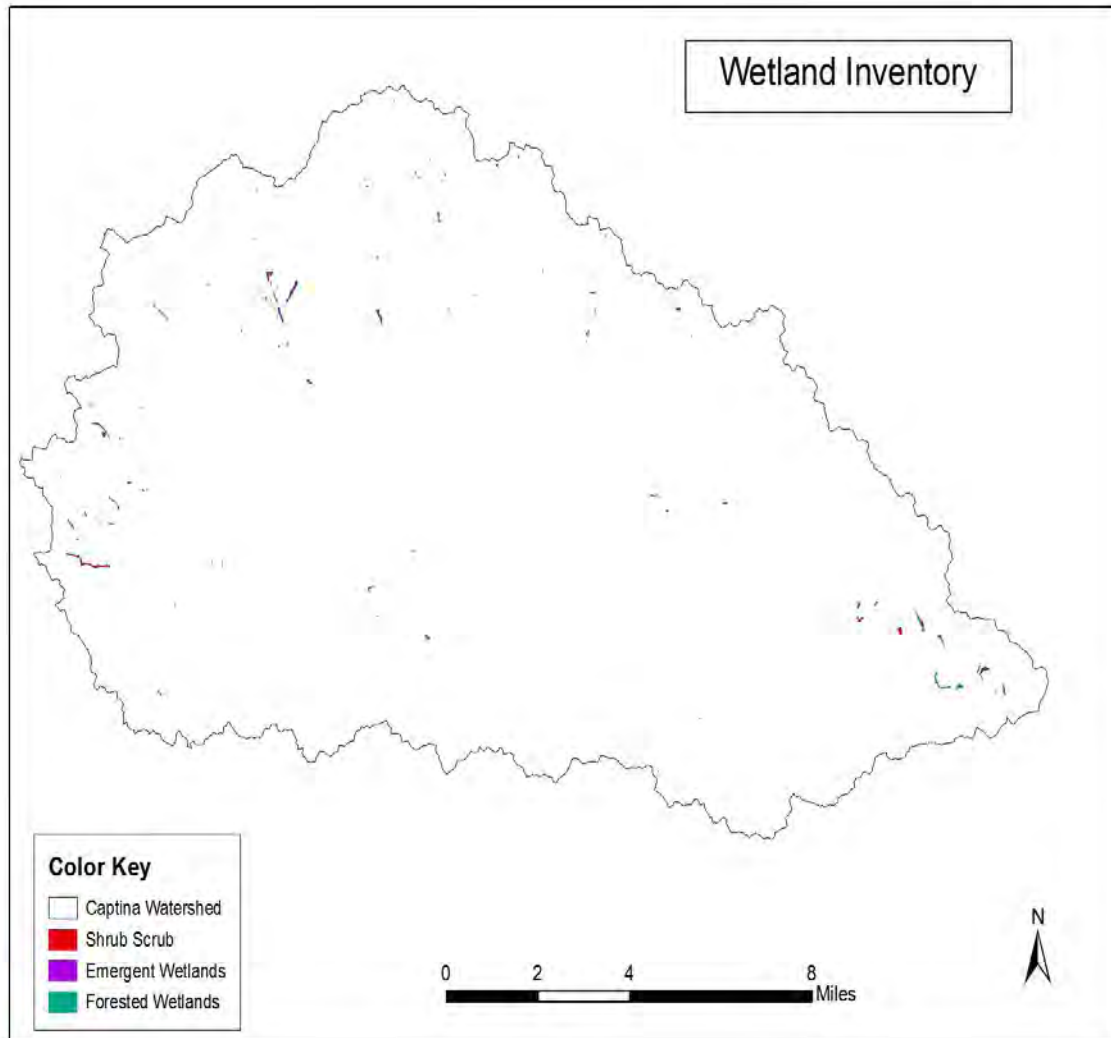 Wetland Inventory
Color Key
Captina Watershed
Shrub Scrub
Emergent Wetlands
Forested Wetlands
0 2 4 8
Miles
N